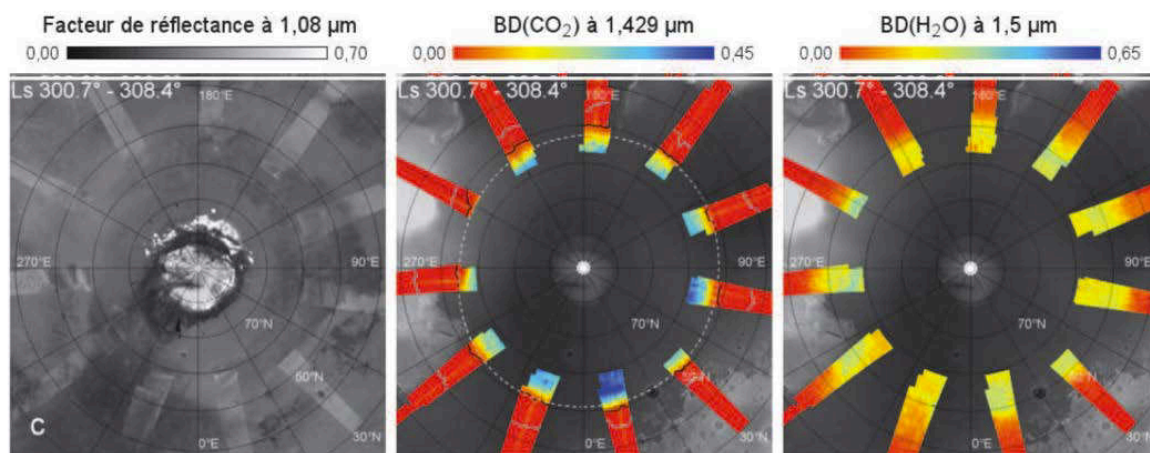 Facteur de réflectance à 1,08 µm
0,00 0,70
Ls 300.7° - 308.4°
180°E
270°E
90°E
70°N
60°N
0°E
30°N
C
BD(CO₂) à 1,429 µm
0,00 0,45
Ls 300.7° - 308.4°
180°E
270°E
90°E
70°N
0°E
30°N
BD(H₂O) à 1,5 µm
0,00 0,65
Ls 300.7° - 308.4°
270°E
90°E
70°N
0°E
30°N